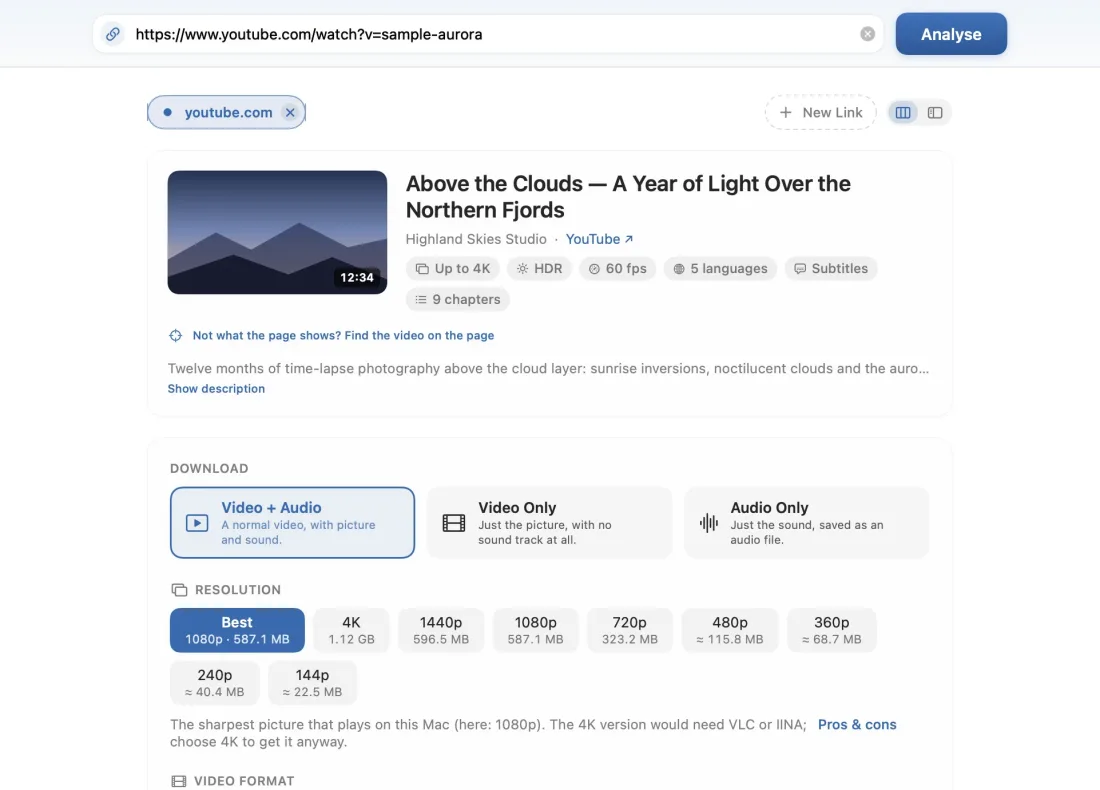 https://www.youtube.com/watch?v=sample-aurora
Analyse
youtube.com
New Link
12:34
Above the Clouds — A Year of Light Over the
Northern Fjords
Highland Skies Studio · YouTube ↗
Up to 4K
HDR
60 fps
5 languages
Subtitles
9 chapters
Not what the page shows? Find the video on the page
Twelve months of time-lapse photography above the cloud layer: sunrise inversions, noctilucent clouds and the auro...
Show description
DOWNLOAD
Video + Audio
A normal video, with picture
and sound.
Video Only
Just the picture, with no
sound track at all.
Audio Only
Just the sound, saved as an
audio file.
RESOLUTION
Best
1080p · 587.1 MB
4K
1.12 GB
1440p
596.5 MB
1080p
587.1 MB
720p
323.2 MB
480p
≈ 115.8 MB
360p
≈ 68.7 MB
240p
≈ 40.4 MB
144p
≈ 22.5 MB
The sharpest picture that plays on this Mac (here: 1080p). The 4K version would need VLC or IINA;
choose 4K to get it anyway.
Pros & cons
VIDEO FORMAT